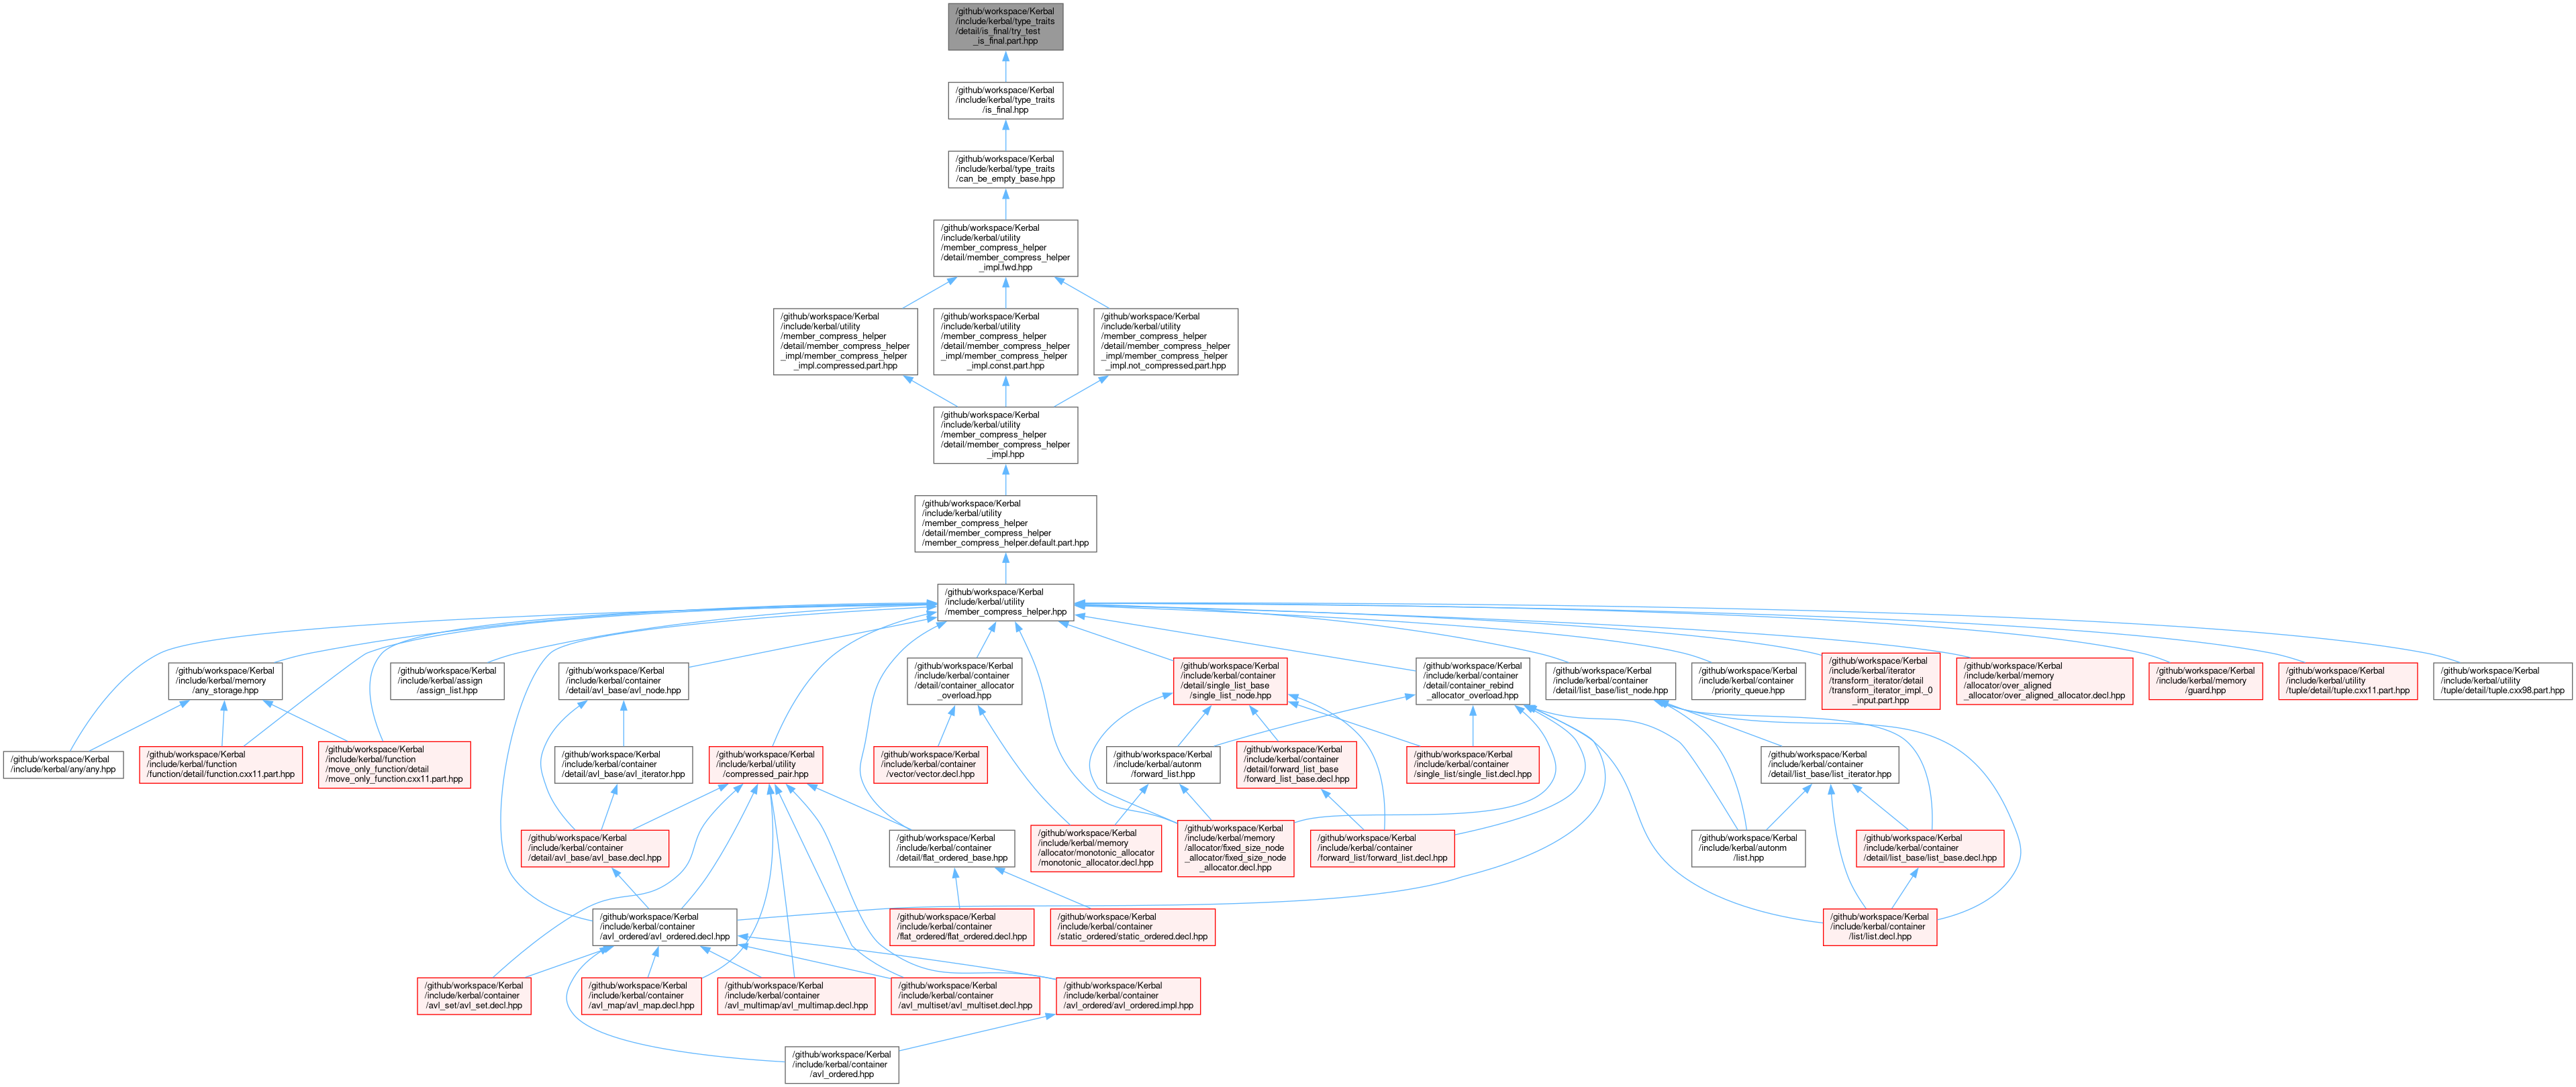 /github/workspace/Kerbal
/include/kerbal/type_traits
/detail/is_final/try_test
_is_final.part.hpp
/github/workspace/Kerbal
/include/kerbal/type_traits
/is_final.hpp
/github/workspace/Kerbal
/include/kerbal/type_traits
/can_be_empty_base.hpp
/github/workspace/Kerbal
/include/kerbal/utility
/member_compress_helper
/detail/member_compress_helper
_impl.fwd.hpp
/github/workspace/Kerbal
/include/kerbal/utility
/member_compress_helper
/detail/member_compress_helper
_impl/member_compress_helper
_impl.compressed.part.hpp
/github/workspace/Kerbal
/include/kerbal/utility
/member_compress_helper
/detail/member_compress_helper
_impl/member_compress_helper
_impl.const.part.hpp
/github/workspace/Kerbal
/include/kerbal/utility
/member_compress_helper
/detail/member_compress_helper
_impl/member_compress_helper
_impl.not_compressed.part.hpp
/github/workspace/Kerbal
/include/kerbal/utility
/member_compress_helper
/detail/member_compress_helper
_impl.hpp
/github/workspace/Kerbal
/include/kerbal/utility
/member_compress_helper
/detail/member_compress_helper
/member_compress_helper.default.part.hpp
/github/workspace/Kerbal
/include/kerbal/utility
/member_compress_helper.hpp
/github/workspace/Kerbal
/include/kerbal/memory
/any_storage.hpp
/github/workspace/Kerbal
/include/kerbal/assign
/assign_list.hpp
/github/workspace/Kerbal
/include/kerbal/container
/detail/avl_base/avl_node.hpp
/github/workspace/Kerbal
/include/kerbal/container
/detail/container_allocator
_overload.hpp
/github/workspace/Kerbal
/include/kerbal/container
/detail/single_list_base
/single_list_node.hpp
/github/workspace/Kerbal
/include/kerbal/container
/detail/container_rebind
_allocator_overload.hpp
/github/workspace/Kerbal
/include/kerbal/container
/detail/list_base/list_node.hpp
/github/workspace/Kerbal
/include/kerbal/container
/priority_queue.hpp
/github/workspace/Kerbal
/include/kerbal/iterator
/transform_iterator/detail
/transform_iterator_impl._0
_input.part.hpp
/github/workspace/Kerbal
/include/kerbal/memory
/allocator/over_aligned
_allocator/over_aligned_allocator.decl.hpp
/github/workspace/Kerbal
/include/kerbal/memory
/guard.hpp
/github/workspace/Kerbal
/include/kerbal/utility
/tuple/detail/tuple.cxx11.part.hpp
/github/workspace/Kerbal
/include/kerbal/utility
/tuple/detail/tuple.cxx98.part.hpp
/github/workspace/Kerbal
/include/kerbal/any/any.hpp
/github/workspace/Kerbal
/include/kerbal/function
/function/detail/function.cxx11.part.hpp
/github/workspace/Kerbal
/include/kerbal/function
/move_only_function/detail
/move_only_function.cxx11.part.hpp
/github/workspace/Kerbal
/include/kerbal/container
/detail/avl_base/avl_iterator.hpp
/github/workspace/Kerbal
/include/kerbal/utility
/compressed_pair.hpp
/github/workspace/Kerbal
/include/kerbal/container
/vector/vector.decl.hpp
/github/workspace/Kerbal
/include/kerbal/autonm
/forward_list.hpp
/github/workspace/Kerbal
/include/kerbal/container
/detail/forward_list_base
/forward_list_base.decl.hpp
/github/workspace/Kerbal
/include/kerbal/container
/single_list/single_list.decl.hpp
/github/workspace/Kerbal
/include/kerbal/container
/detail/list_base/list_iterator.hpp
/github/workspace/Kerbal
/include/kerbal/container
/detail/avl_base/avl_base.decl.hpp
/github/workspace/Kerbal
/include/kerbal/container
/detail/flat_ordered_base.hpp
/github/workspace/Kerbal
/include/kerbal/memory
/allocator/monotonic_allocator
/monotonic_allocator.decl.hpp
/github/workspace/Kerbal
/include/kerbal/memory
/allocator/fixed_size_node
_allocator/fixed_size_node
_allocator.decl.hpp
/github/workspace/Kerbal
/include/kerbal/container
/forward_list/forward_list.decl.hpp
/github/workspace/Kerbal
/include/kerbal/autonm
/list.hpp
/github/workspace/Kerbal
/include/kerbal/container
/detail/list_base/list_base.decl.hpp
/github/workspace/Kerbal
/include/kerbal/container
/avl_ordered/avl_ordered.decl.hpp
/github/workspace/Kerbal
/include/kerbal/container
/flat_ordered/flat_ordered.decl.hpp
/github/workspace/Kerbal
/include/kerbal/container
/static_ordered/static_ordered.decl.hpp
/github/workspace/Kerbal
/include/kerbal/container
/list/list.decl.hpp
/github/workspace/Kerbal
/include/kerbal/container
/avl_set/avl_set.decl.hpp
/github/workspace/Kerbal
/include/kerbal/container
/avl_map/avl_map.decl.hpp
/github/workspace/Kerbal
/include/kerbal/container
/avl_multimap/avl_multimap.decl.hpp
/github/workspace/Kerbal
/include/kerbal/container
/avl_multiset/avl_multiset.decl.hpp
/github/workspace/Kerbal
/include/kerbal/container
/avl_ordered/avl_ordered.impl.hpp
/github/workspace/Kerbal
/include/kerbal/container
/avl_ordered.hpp